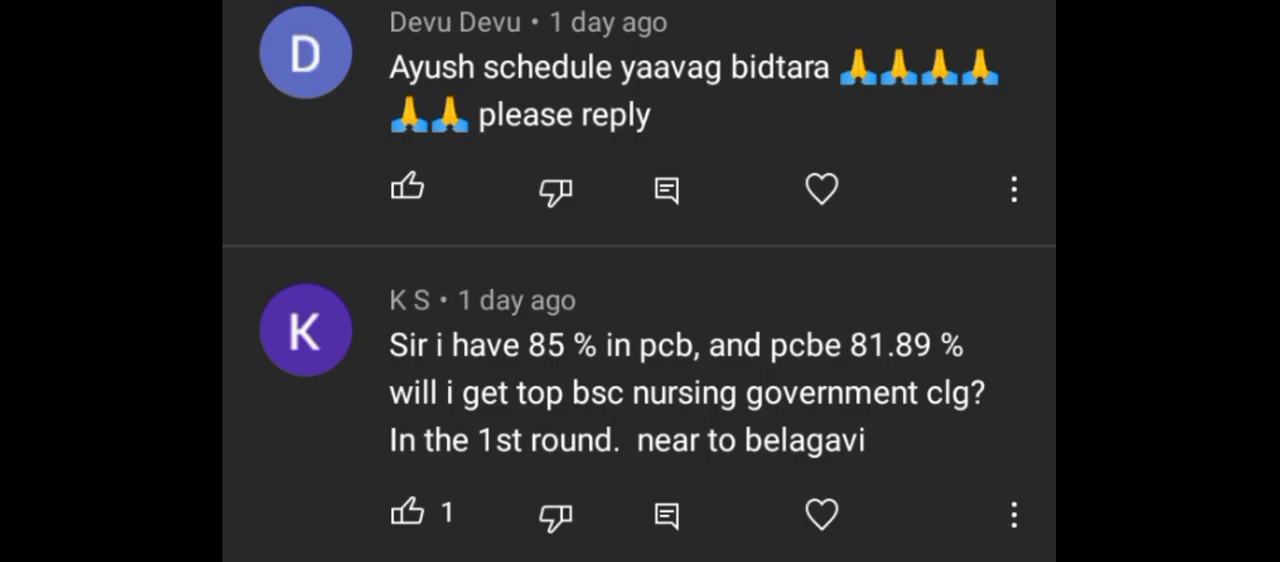 D
Devu Devu • 1 day ago
Ayush schedule yaavag bidtara 🙏🙏🙏🙏
🙏🙏 please reply
K
K S • 1 day ago
Sir i have 85 % in pcb, and pcbe 81.89 %
will i get top bsc nursing government clg?
In the 1st round.  near to belagavi
1